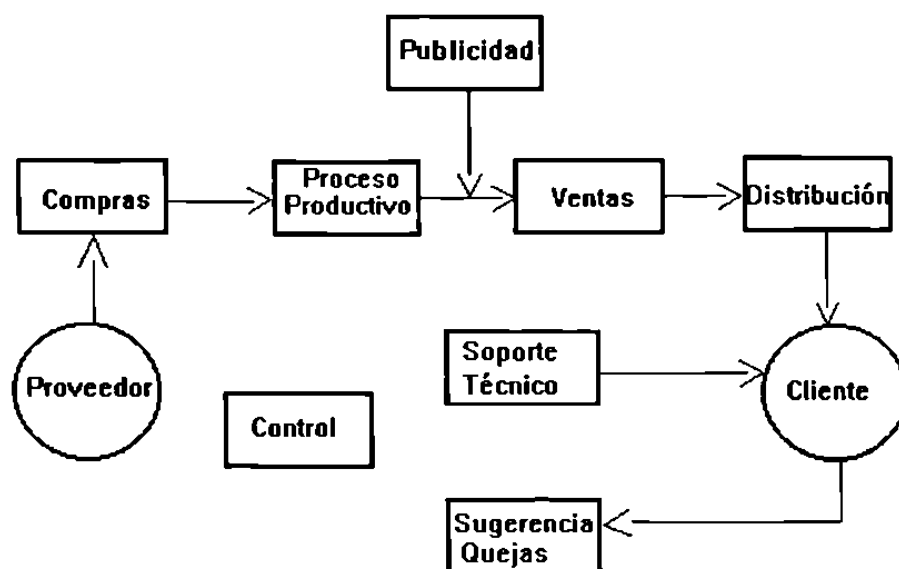 Publicidad
Compras
Proceso
Productivo
Ventas
Distribución
Proveedor
Soporte
Técnico
Cliente
Control
Sugerencia
Quejas